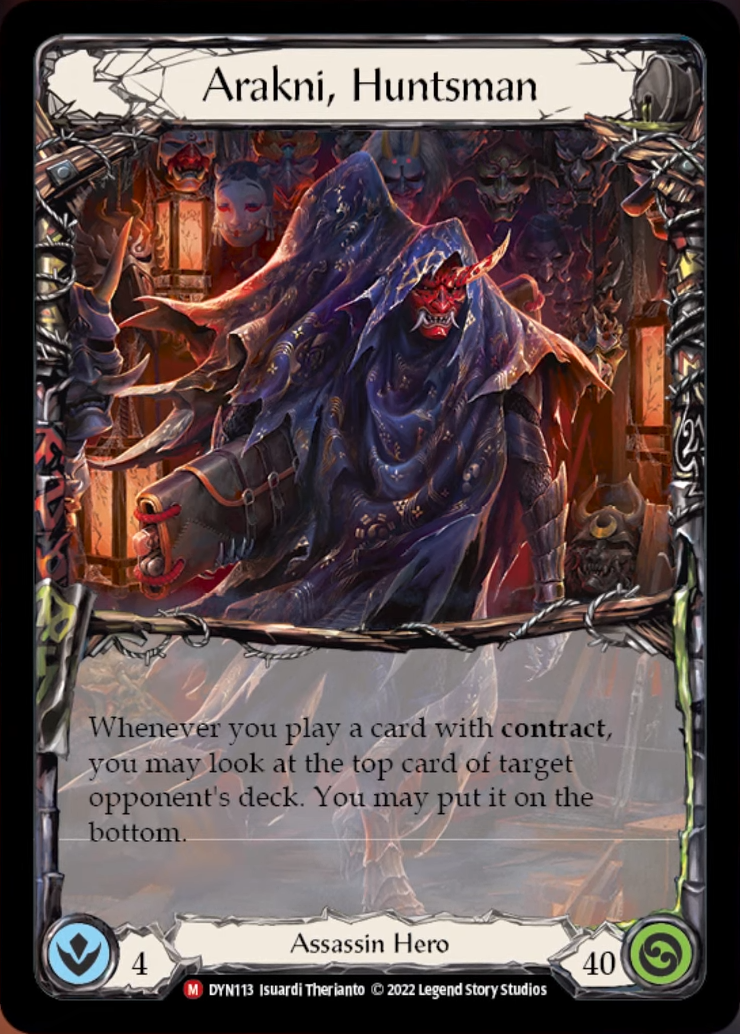 Arakni, Huntsman
Whenever you play a card with contract,
you may look at the top card of target
opponent's deck. You may put it on the
bottom.
4
Assassin Hero
40
M DYN113 Isuardi Therianto © 2022 Legend Story Studios